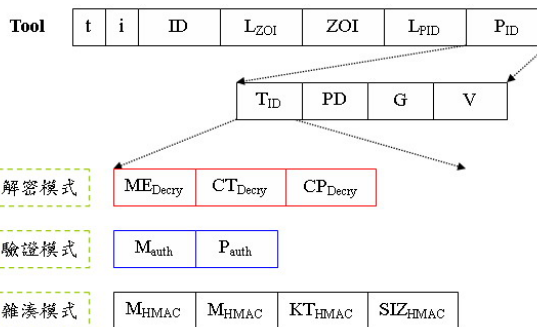 Tool t i ID L_ZOI ZOI L_PID P_ID
T_ID PD G V
解密模式 ME_Decry CT_Decry CP_Decry
驗證模式 M_auth P_auth
雜湊模式 M_HMAC M_HMAC KT_HMAC SIZ_HMAC